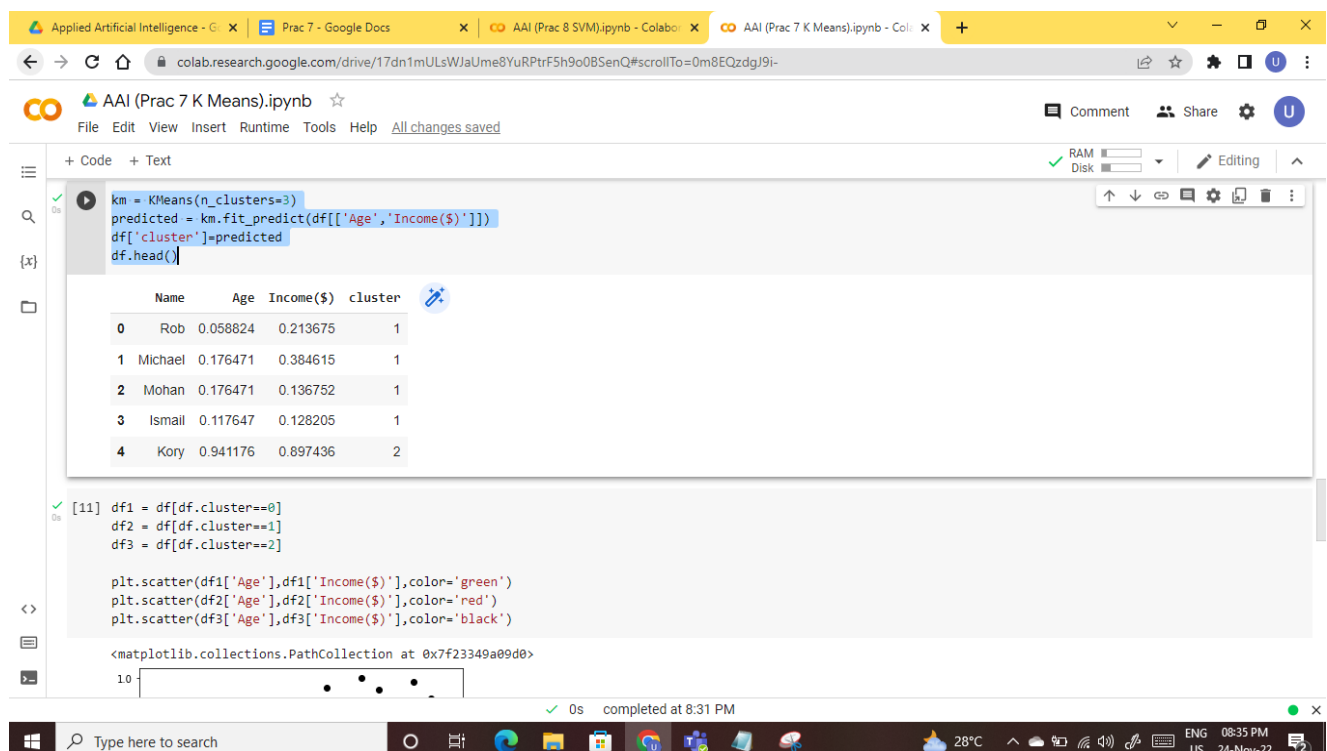 Applied Artificial Intelligence - G
Prac 7 - Google Docs
AAI (Prac 8 SVM).ipynb - Colabor
AAI (Prac 7 K Means).ipynb - Col
colab.research.google.com/drive/17dn1mULsWJaUme8YuRPtrF5h9o0BSenQ#scrollTo=0m8EQzdgJ9i-
U
AAI (Prac 7 K Means).ipynb
Comment
Share
U
File Edit View Insert Runtime Tools Help All changes saved
+ Code + Text
RAM
Disk
Editing
0s
km = KMeans(n_clusters=3)
predicted = km.fit_predict(df[['Age','Income($)']])
df['cluster']=predicted
df.head()
{x}
Name Age Income($) cluster
0 Rob 0.058824 0.213675 1
1 Michael 0.176471 0.384615 1
2 Mohan 0.176471 0.136752 1
3 Ismail 0.117647 0.128205 1
4 Kory 0.941176 0.897436 2
0s
[11] df1 = df[df.cluster==0]
df2 = df[df.cluster==1]
df3 = df[df.cluster==2]
plt.scatter(df1['Age'],df1['Income($)'],color='green')
plt.scatter(df2['Age'],df2['Income($)'],color='red')
plt.scatter(df3['Age'],df3['Income($)'],color='black')
<matplotlib.collections.PathCollection at 0x7f23349a09d0>
1.0
0s completed at 8:31 PM
Type here to search
28°C
ENG
US
08:35 PM
24-Nov-22